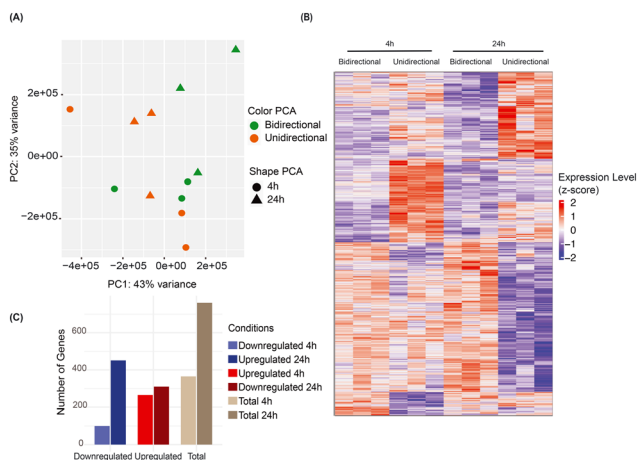 (A)
2e+05
0e+00
−2e+05
PC2: 35% variance
−4e+05 −2e+05 0e+00 2e+05
PC1: 43% variance
Color PCA
Bidirectional
Unidirectional
Shape PCA
4h
24h
(B)
4h 24h
Bidirectional Unidirectional Bidirectional Unidirectional
Expression Level
(z-score)
2
1
0
−1
−2
(C)
Number of Genes
600
400
200
0
Downregulated Upregulated Total
Conditions
Downregulated 4h
Upregulated 24h
Upregulated 4h
Downregulated 24h
Total 4h
Total 24h